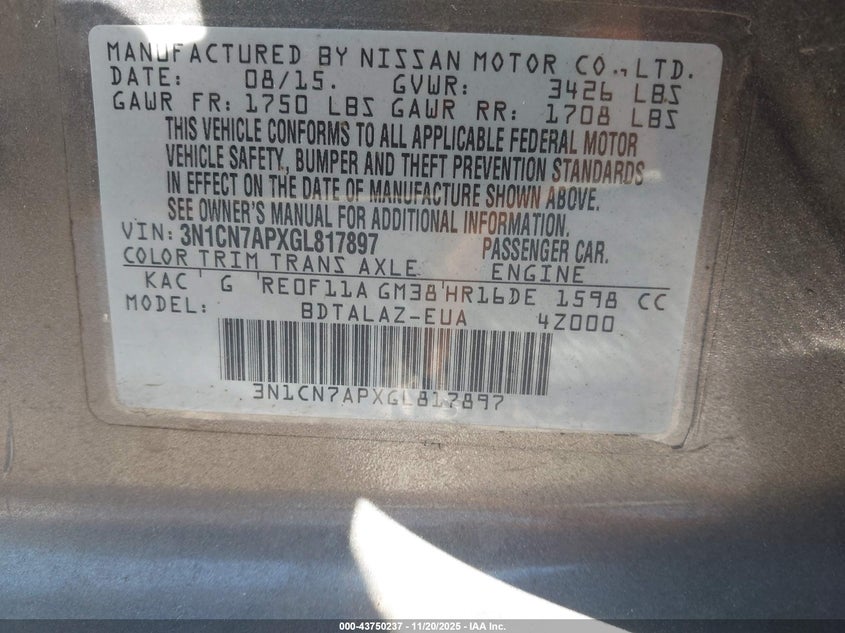 MANUFACTURED BY NISSAN MOTOR CO., LTD.
DATE: 08/15. GVWR: 3426 LBS
GAWR FR: 1750 LBS GAWR RR: 1708 LBS
THIS VEHICLE CONFORMS TO ALL APPLICABLE FEDERAL MOTOR
VEHICLE SAFETY, BUMPER AND THEFT PREVENTION STANDARDS
IN EFFECT ON THE DATE OF MANUFACTURE SHOWN ABOVE.
SEE OWNER'S MANUAL FOR ADDITIONAL INFORMATION.
VIN: 3N1CN7APXGL817897 PASSENGER CAR.
COLOR TRIM TRANS AXLE ENGINE
KAC G RE0F11A GM38 HR16DE 1598 CC
MODEL: BDTALAZ-EUA 4Z000
3N1CN7APXGL817897
000-43750237 - 11/20/2025 - IAA Inc.